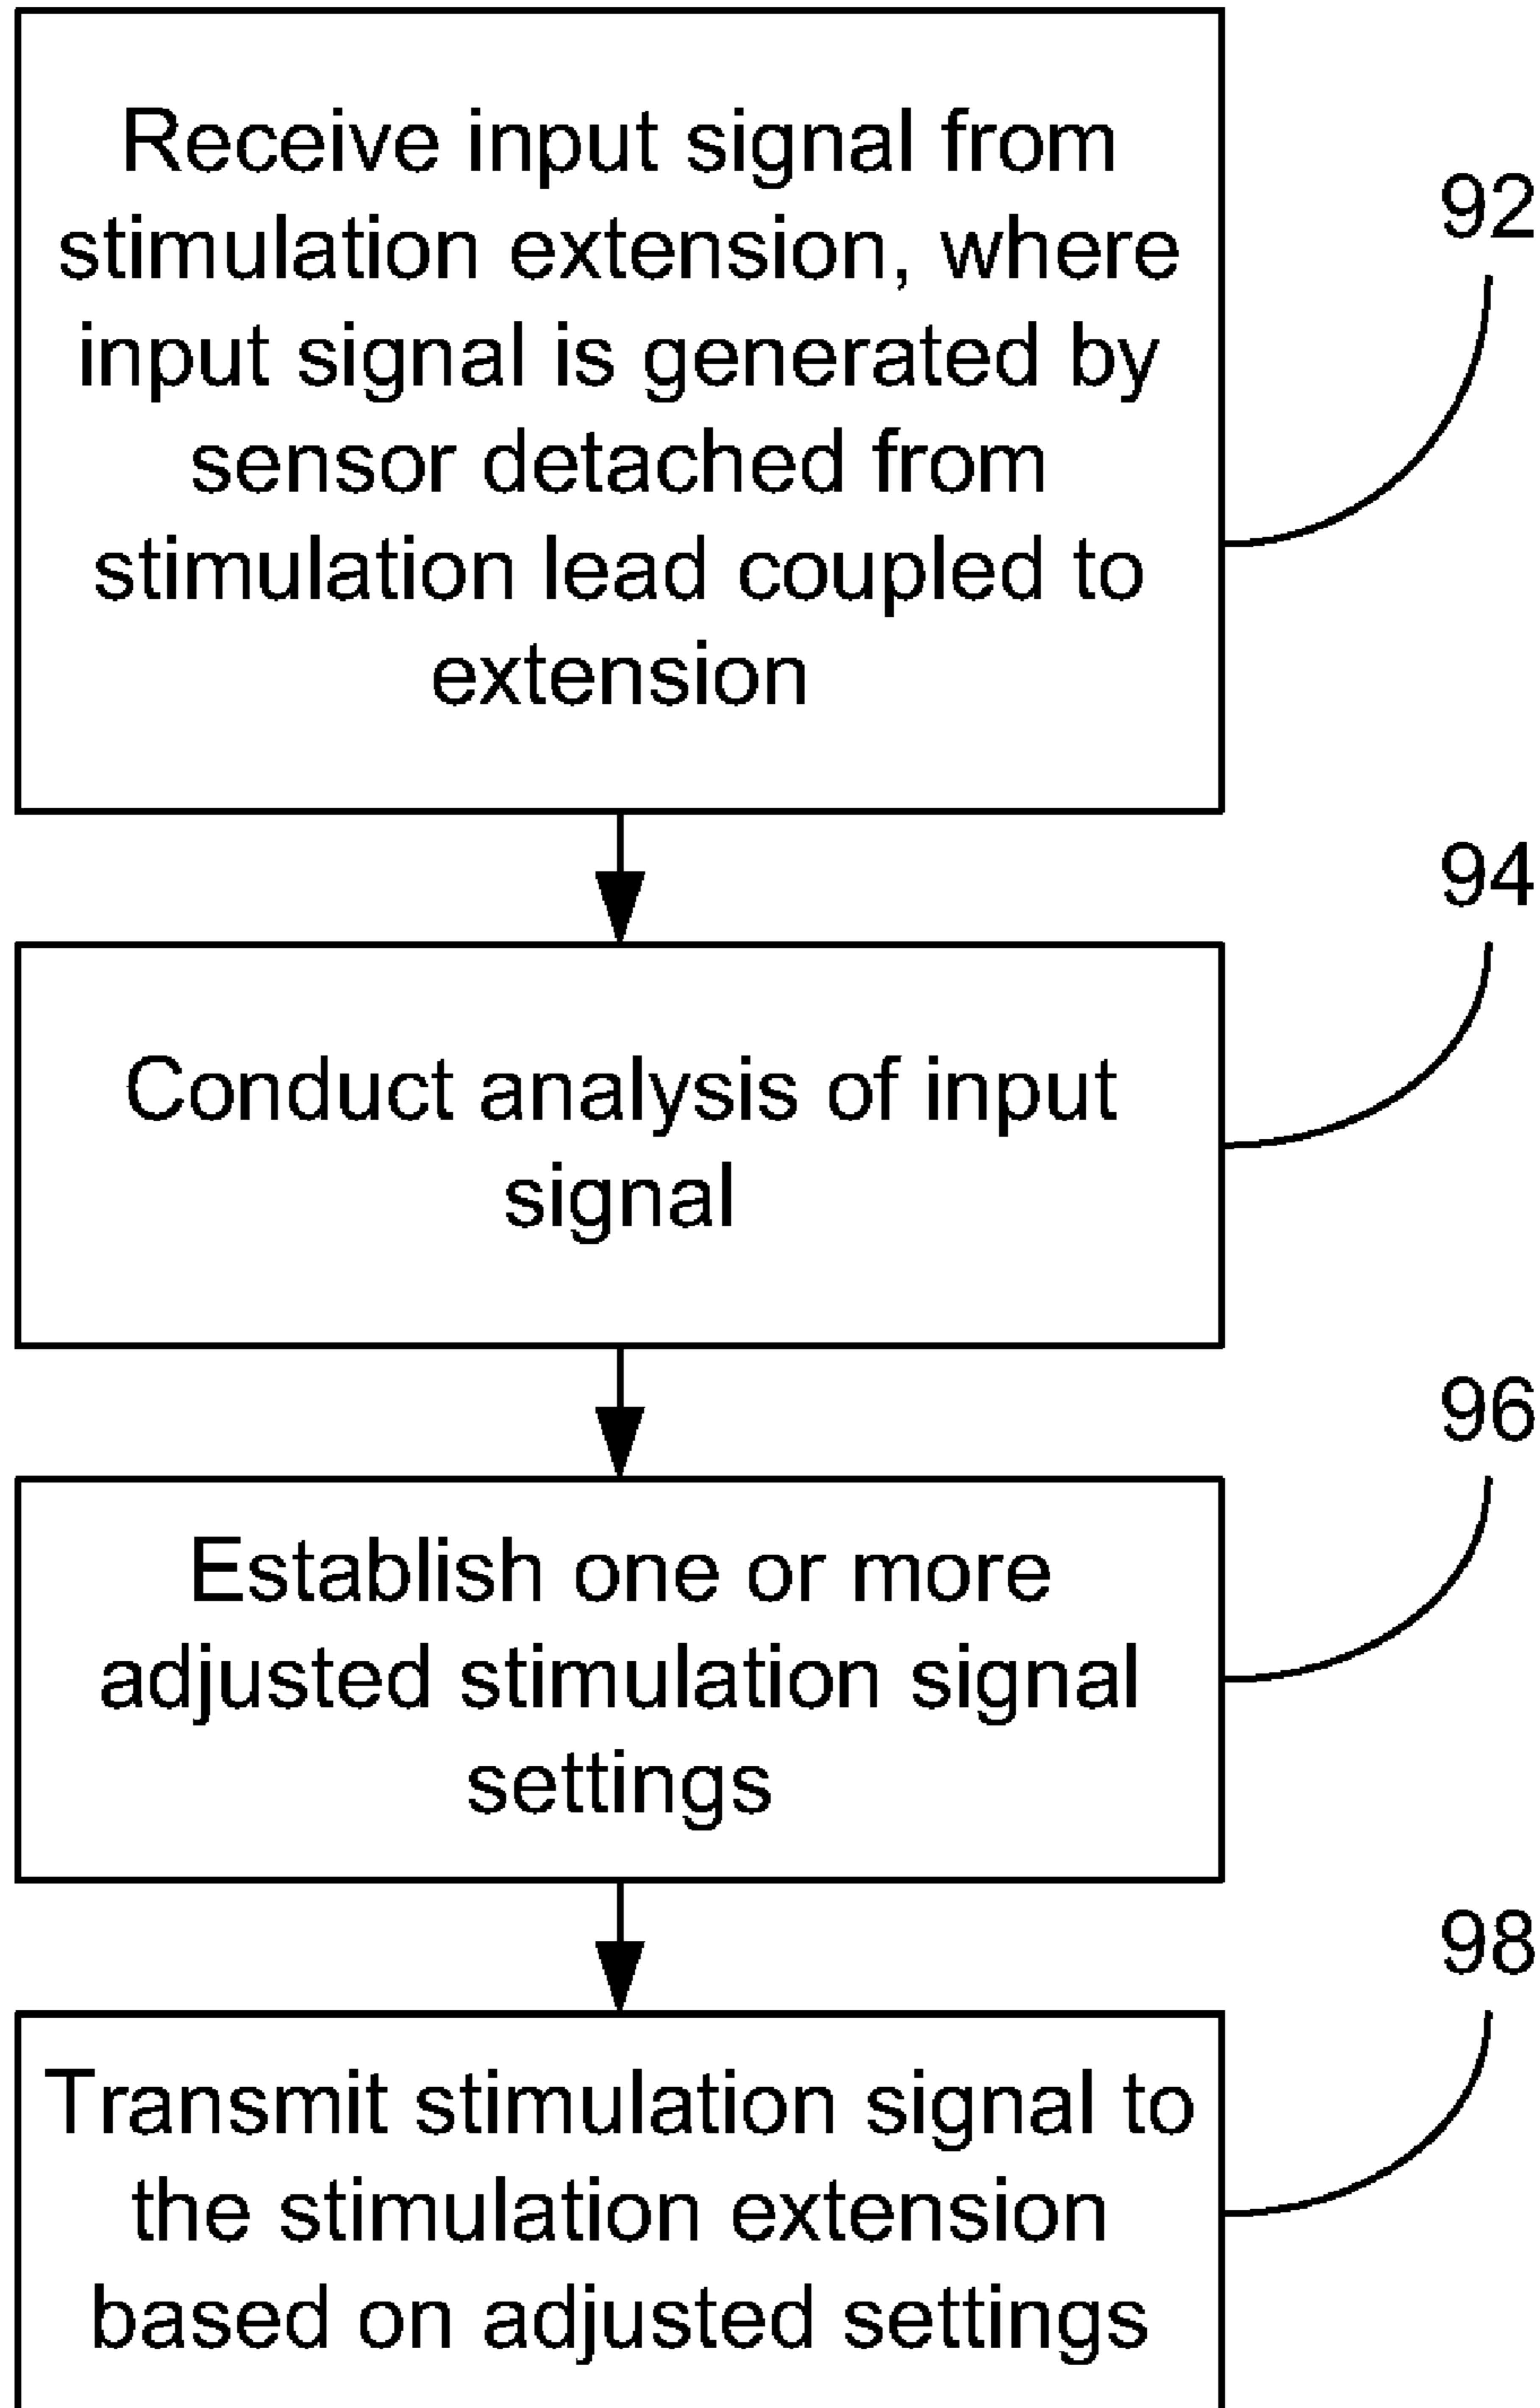 Receive input signal from
stimulation extension, where
input signal is generated by
sensor detached from
stimulation lead coupled to
extension
92
Conduct analysis of input
signal
94
Establish one or more
adjusted stimulation signal
settings
96
Transmit stimulation signal to
the stimulation extension
based on adjusted settings
98